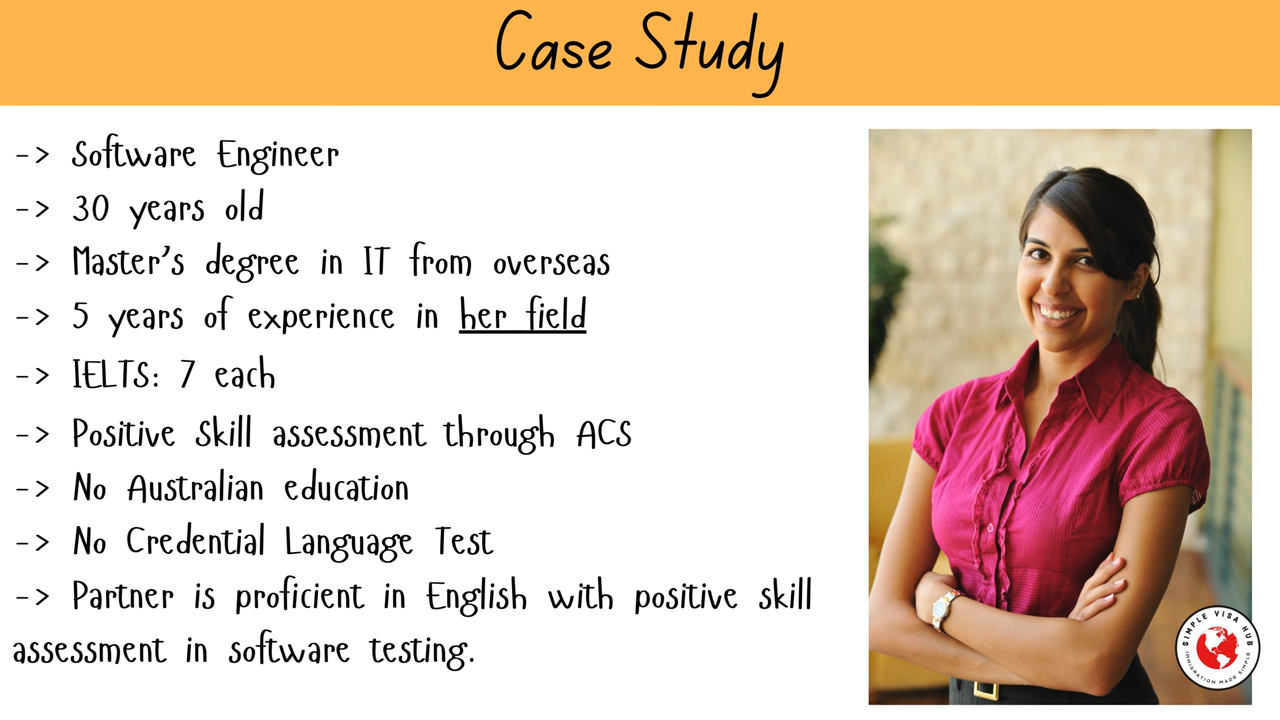 Case Study
-> Software Engineer
-> 30 years old
-> Master's degree in IT from overseas
-> 5 years of experience in her field
-> IELTS: 7 each
-> Positive Skill assessment through ACS
-> No Australian education
-> No Credential Language Test
-> Partner is proficient in English with positive skill
assessment in software testing.
SIMPLE VISA HUB
IMMIGRATION MADE SIMPLE